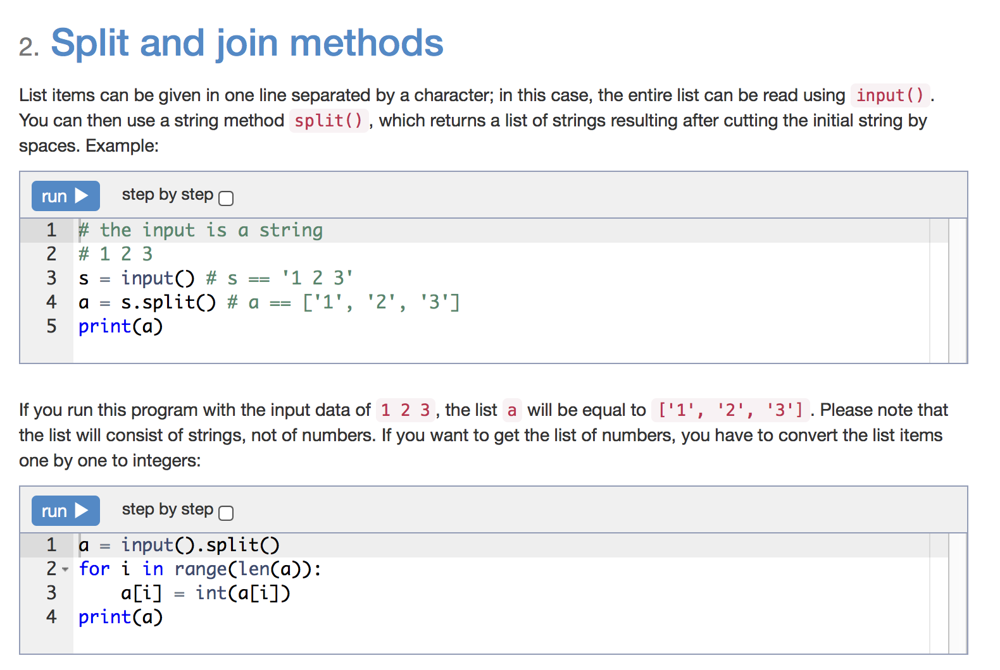 2. Split and join methods
List items can be given in one line separated by a character; in this case, the entire list can be read using input().
You can then use a string method split(), which returns a list of strings resulting after cutting the initial string by
spaces. Example:
run step by step
1 # the input is a string
2 # 1 2 3
3 s = input() # s == '1 2 3'
4 a = s.split() # a == ['1', '2', '3']
5 print(a)
If you run this program with the input data of 1 2 3, the list a will be equal to ['1', '2', '3']. Please note that
the list will consist of strings, not of numbers. If you want to get the list of numbers, you have to convert the list items
one by one to integers:
run step by step
1 a = input().split()
2 for i in range(len(a)):
3     a[i] = int(a[i])
4 print(a)